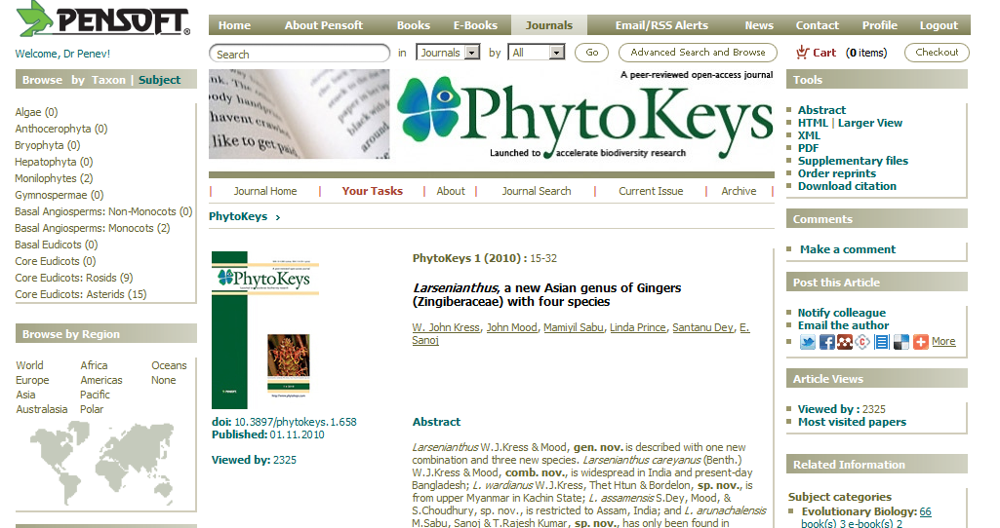 PENSOFT®
Home About Pensoft Books E-Books Journals Email/RSS Alerts News Contact Profile Logout
Welcome, Dr Penev!
Search in Journals by All Go Advanced Search and Browse Cart (0 items) Checkout
Browse by Taxon | Subject
Algae (0)
Anthocerophyta (0)
Bryophyta (0)
Hepatophyta (0)
Monilophytes (2)
Gymnospermae (0)
Basal Angiosperms: Non-Monocots (0)
Basal Angiosperms: Monocots (2)
Basal Eudicots (0)
Core Eudicots (0)
Core Eudicots: Rosids (9)
Core Eudicots: Asterids (15)
Browse by Region
World Africa Oceans
Europe Americas None
Asia Pacific
Australasia Polar
nk. The
body handp
havent crawled
like to get paid
around
A peer-reviewed open-access journal
PhytoKeys
Launched to accelerate biodiversity research
Journal Home Your Tasks About Journal Search Current Issue Archive
PhytoKeys ›
PhytoKeys
PENSOFT
doi: 10.3897/phytokeys.1.658
Published: 01.11.2010
Viewed by: 2325
PhytoKeys 1 (2010) : 15-32
Larsenianthus, a new Asian genus of Gingers
(Zingiberaceae) with four species
W. John Kress, John Mood, Mamiyil Sabu, Linda Prince, Santanu Dey, E.
Sanoj
Abstract
Larsenianthus W.J.Kress & Mood, gen. nov. is described with one new
combination and three new species. Larsenianthus careyanus (Benth.)
W.J.Kress & Mood, comb. nov., is widespread in India and present-day
Bangladesh; L. wardianus W.J.Kress, Thet Htun & Bordelon, sp. nov., is
from upper Myanmar in Kachin State; L. assamensis S.Dey, Mood, &
S.Choudhury, sp. nov., is restricted to Assam, India; and L. arunachalensis
M.Sabu, Sanoj & T.Rajesh Kumar, sp. nov., has only been found in
Tools
Abstract
HTML | Larger View
XML
PDF
Supplementary files
Order reprints
Download citation
Comments
Make a comment
Post this Article
Notify colleague
Email the author
More
Article Views
Viewed by : 2325
Most visited papers
Related Information
Subject categories
Evolutionary Biology: 66
book(s) 3 e-book(s) 2